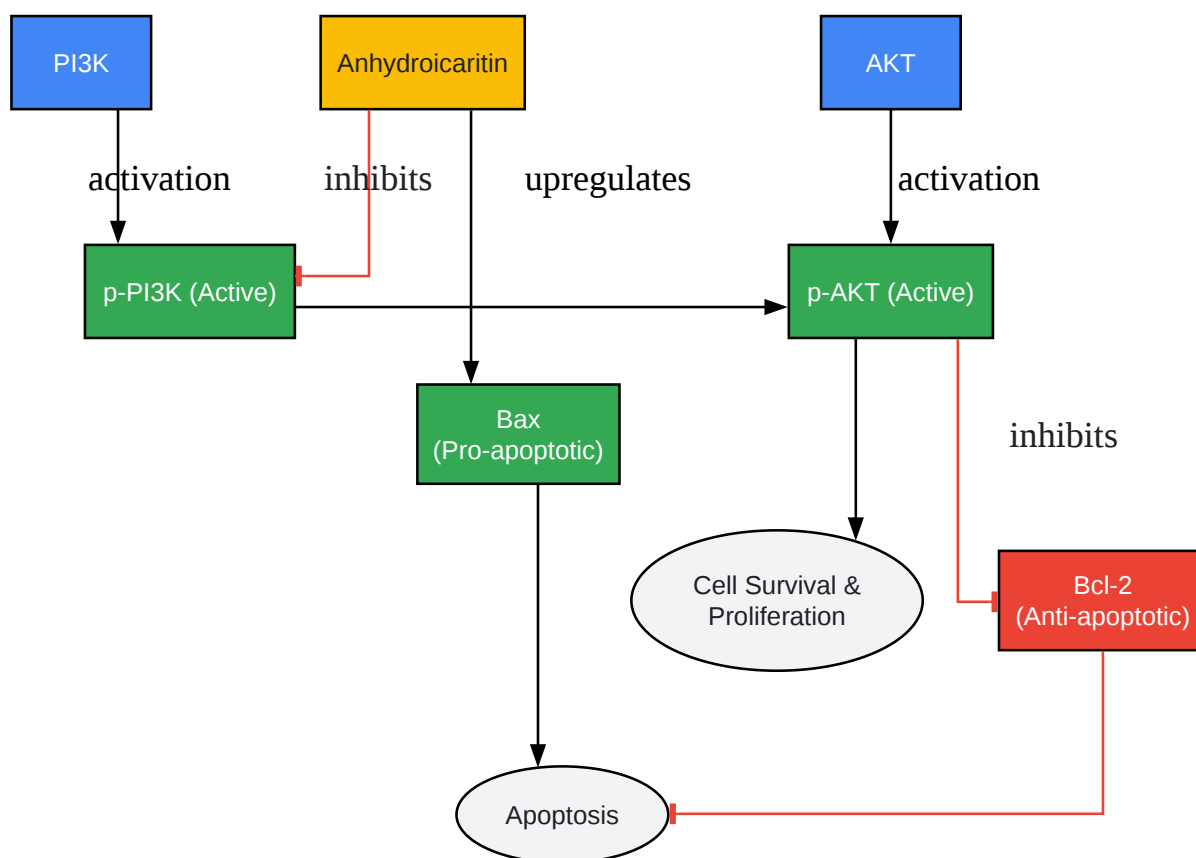 PI3K
Anhydroicaritin
AKT
activation
inhibits
upregulates
activation
p-PI3K (Active)
p-AKT (Active)
Bax
(Pro-apoptotic)
inhibits
Cell Survival &
Proliferation
Bcl-2
(Anti-apoptotic)
Apoptosis